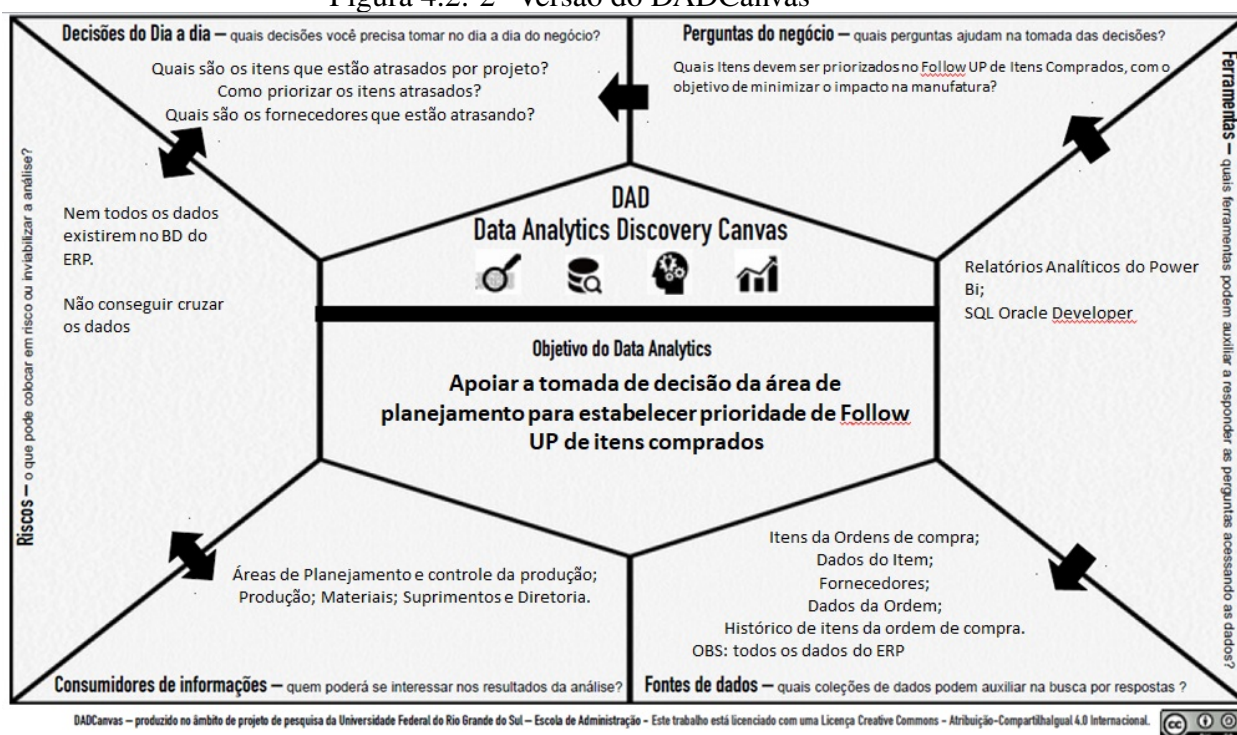 Figura 4.2: 2ª Versão do DADCanvas
Decisões do Dia a dia – quais decisões você precisa tomar no dia a dia do negócio?
Quais são os itens que estão atrasados por projeto?
Como priorizar os itens atrasados?
Quais são os fornecedores que estão atrasando?
Perguntas do negócio – quais perguntas ajudam na tomada das decisões?
Quais Itens devem ser priorizados no Follow UP de Itens Comprados, com o
objetivo de minimizar o impacto na manufatura?
Riscos – o que pode colocar em risco ou inviabilizar a análise?
Nem todos os dados
existirem no BD do
ERP.
Não conseguir cruzar
os dados
DAD
Data Analytics Discovery Canvas
Objetivo do Data Analytics
Apoiar a tomada de decisão da área de
planejamento para estabelecer prioridade de Follow
UP de itens comprados
Ferramentas – quais ferramentas podem auxiliar a responder as perguntas acessando as dados?
Relatórios Analíticos do Power
Bi;
SQL Oracle Developer
Áreas de Planejamento e controle da produção;
Produção; Materiais; Suprimentos e Diretoria.
Consumidores de informações – quem poderá se interessar nos resultados da análise?
Itens da Ordens de compra;
Dados do Item;
Fornecedores;
Dados da Ordem;
Histórico de itens da ordem de compra.
OBS: todos os dados do ERP
Fontes de dados – quais coleções de dados podem auxiliar na busca por respostas ?
DADCanvas – produzido no âmbito de projeto de pesquisa da Universidade Federal do Rio Grande do Sul – Escola de Administração - Este trabalho está licenciado com uma Licença Creative Commons - Atribuição-CompartilhaIgual 4.0 Internacional.
cc